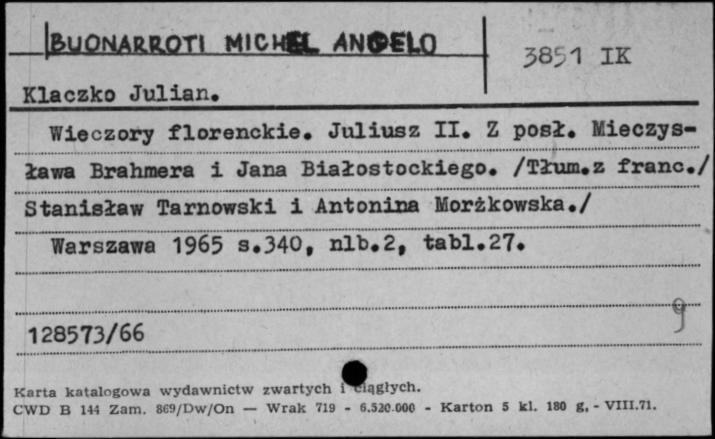 BUONARROTI MICHEL ANGELO
3851 IK
Klaczko Julian.
Wieczory florenckie. Juliusz II. Z posł. Mieczys-
ława Brahmera i Jana Białostockiego. /Tłum.z franc./
Stanisław Tarnowski i Antonina Morżkowska./
Warszawa 1965 s.340, nlb.2, tabl.27.
9
128573/66
Karta katalogowa wydawnictw zwartych i ciągłych.
CWD B 144 Zam. 869/Dw/On — Wrak 719 - 6.520.000 - Karton 5 kl. 180 g. - VIII.71.